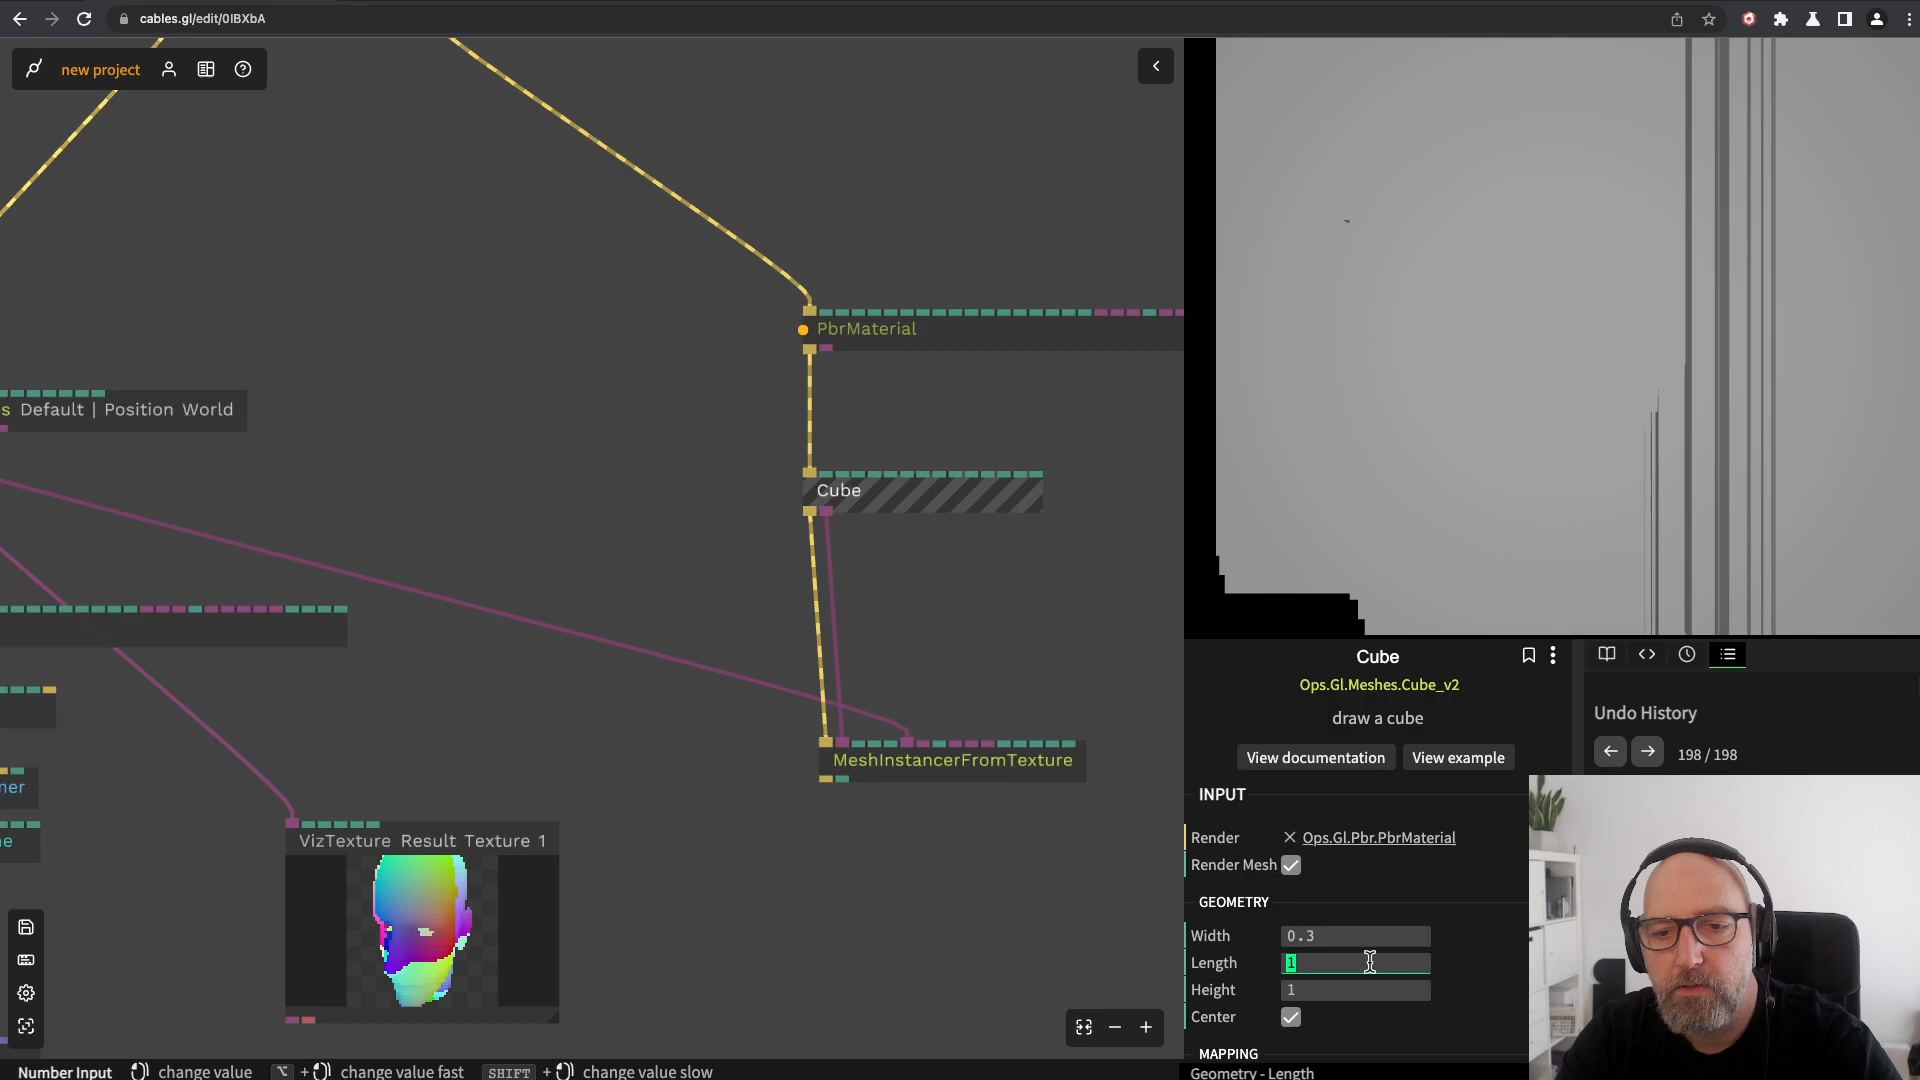 cables.gl/edit/0IBXbA
new project
PbrMaterial
s Default | Position World
Cube
MeshInstancerFromTexture
ner
e
VizTexture Result Texture 1
Cube
Ops.Gl.Meshes.Cube_v2
draw a cube
View documentation
View example
INPUT
Render
Ops.Gl.Pbr.PbrMaterial
Render Mesh
GEOMETRY
Width 0.3
Length 1
Height 1
Center
MAPPING
Geometry - Length
Undo History
198 / 198
Number Input change value ⌥ + change value fast SHIFT + change value slow